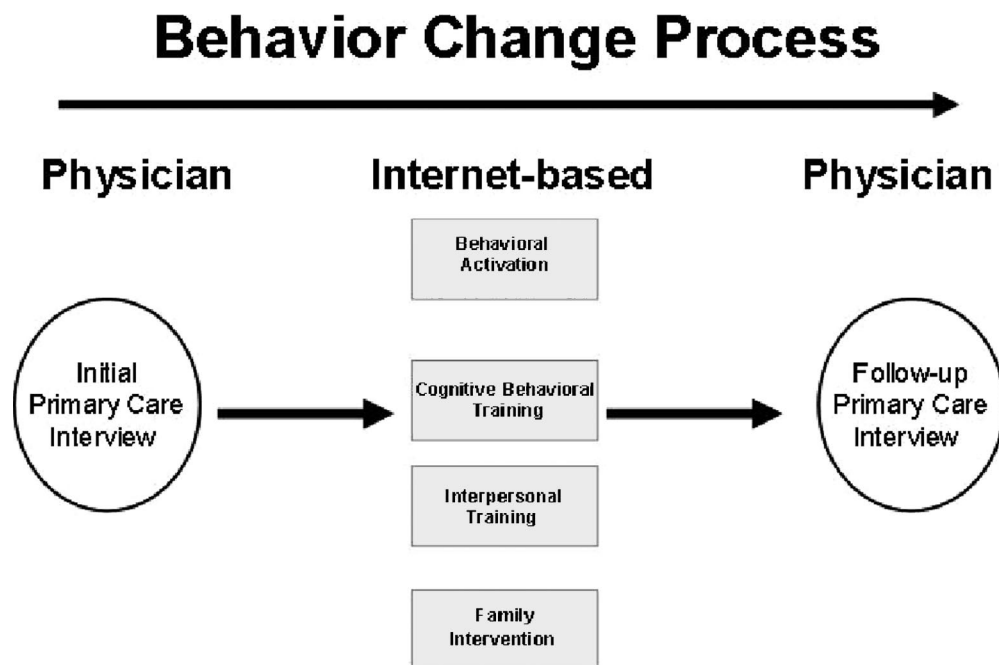 Behavior Change Process
Physician
Internet-based
Physician
Behavioral
Activation
Initial
Primary Care
Interview
Cognitive Behavioral
Training
Follow-up
Primary Care
Interview
Interpersonal
Training
Family
Intervention